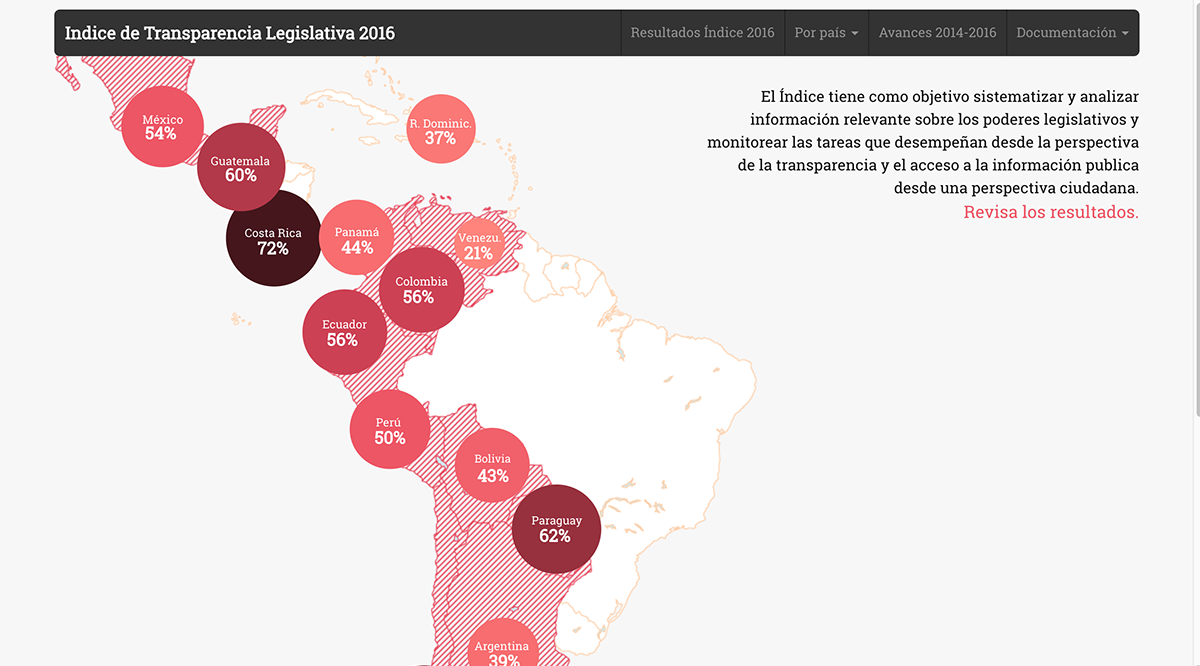 Indice de Transparencia Legislativa 2016
Resultados Índice 2016
Por país
Avances 2014-2016
Documentación
El Índice tiene como objetivo sistematizar y analizar
información relevante sobre los poderes legislativos y
monitorear las tareas que desempeñan desde la perspectiva
de la transparencia y el acceso a la información publica
desde una perspectiva ciudadana.
Revisa los resultados.
México
54%
R. Dominic.
37%
Guatemala
60%
Costa Rica
72%
Panamá
44%
Venezu.
21%
Colombia
56%
Ecuador
56%
Perú
50%
Bolivia
43%
Paraguay
62%
Argentina
39%